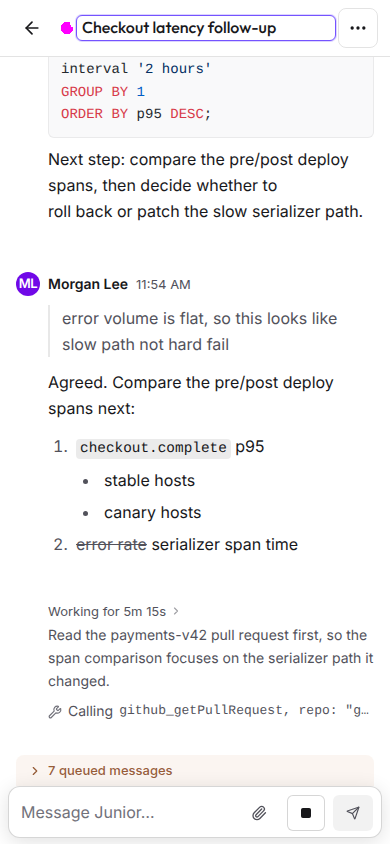 Checkout latency follow-up
interval '2 hours'
GROUP BY 1
ORDER BY p95 DESC;
Next step: compare the pre/post deploy
spans, then decide whether to
roll back or patch the slow serializer path.
ML Morgan Lee 11:54 AM
error volume is flat, so this looks like
slow path not hard fail
Agreed. Compare the pre/post deploy
spans next:
1. checkout.complete p95
• stable hosts
• canary hosts
2. error rate serializer span time
Working for 5m 15s >
Read the payments-v42 pull request first, so the
span comparison focuses on the serializer path it
changed.
Calling github_getPullRequest, repo: "g…
> 7 queued messages
Message Junior...